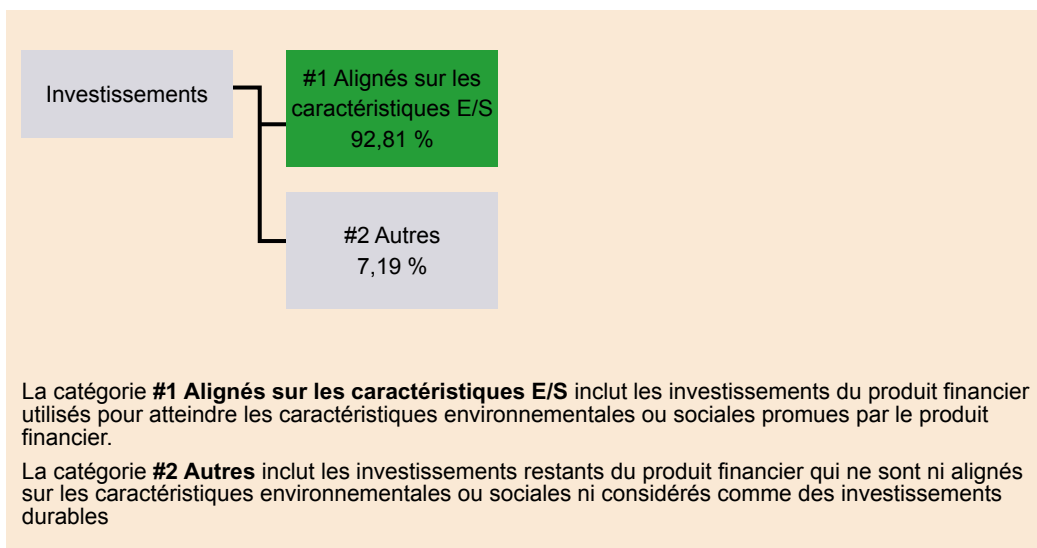 Investissements
#1 Alignés sur les
caractéristiques E/S
92,81 %
#2 Autres
7,19 %
La catégorie #1 Alignés sur les caractéristiques E/S inclut les investissements du produit financier
utilisés pour atteindre les caractéristiques environnementales ou sociales promues par le produit
financier.
La catégorie #2 Autres inclut les investissements restants du produit financier qui ne sont ni alignés
sur les caractéristiques environnementales ou sociales ni considérés comme des investissements
durables